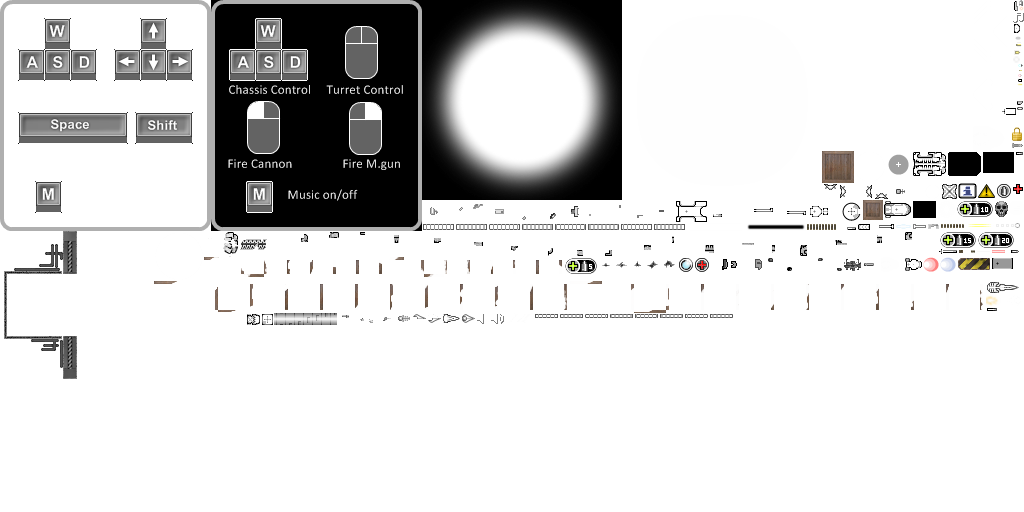 W
A S D
Space Shift
M
W
A S D
Chassis Control Turret Control
Fire Cannon Fire M.gun
M Music on/off
10
15 20
5